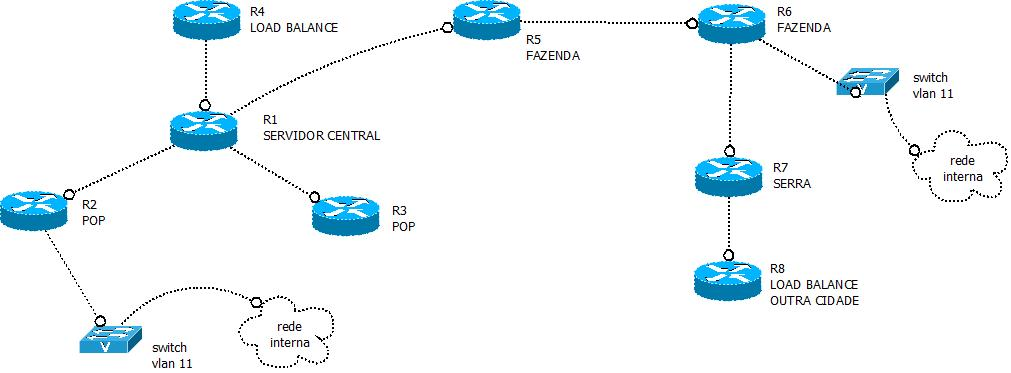 R4
LOAD BALANCE
R5
FAZENDA
R6
FAZENDA
switch
vlan 11
R1
SERVIDOR CENTRAL
rede
interna
R7
SERRA
R2
POP
R3
POP
R8
LOAD BALANCE
OUTRA CIDADE
rede
interna
switch
vlan 11